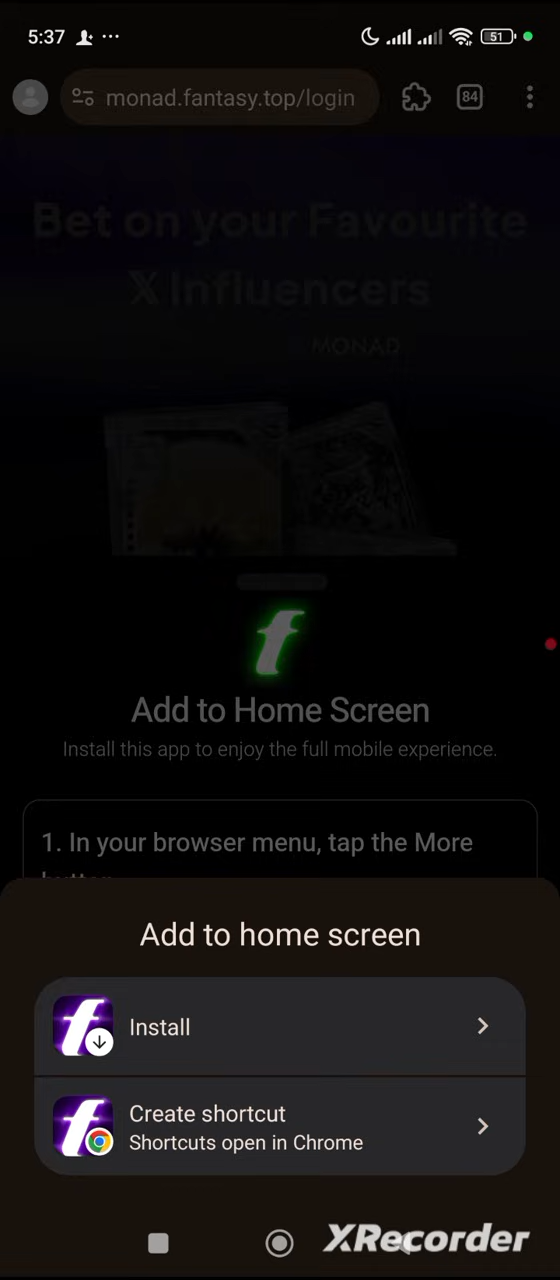 5:37
51
monad.fantasy.top/login
84
Bet on your Favourite
X Influencers
MONAD
f
Add to Home Screen
Install this app to enjoy the full mobile experience.
1. In your browser menu, tap the More
Add to home screen
Install
Create shortcut
Shortcuts open in Chrome
XRecorder